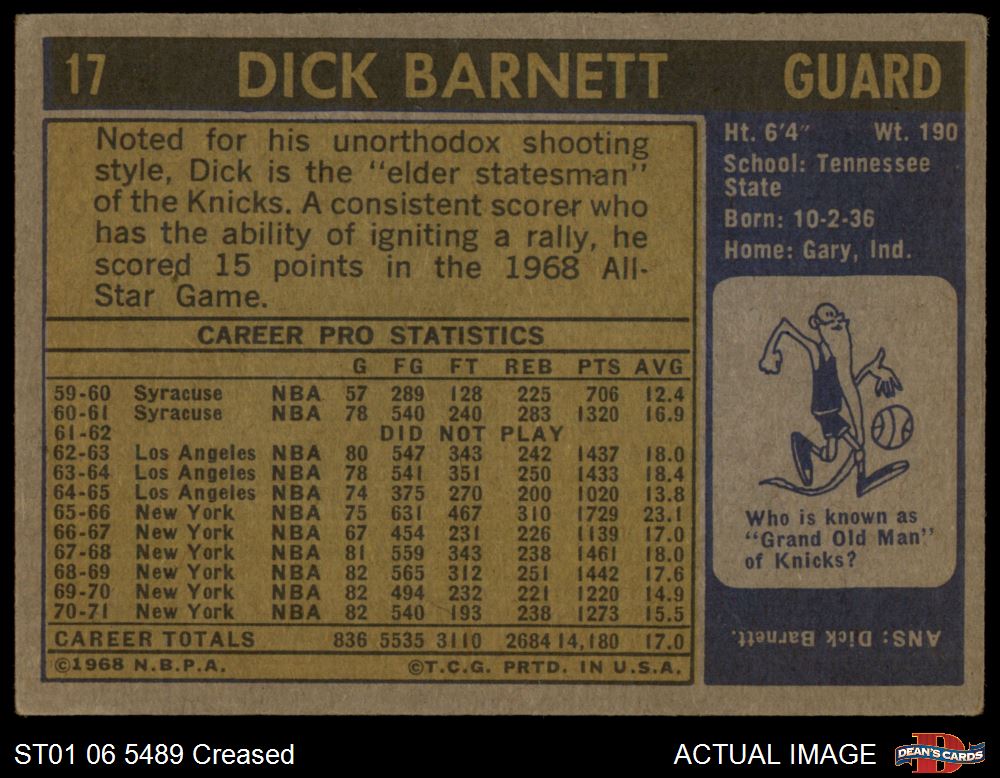 17 DICK BARNETT GUARD
Noted for his unorthodox shooting
style, Dick is the "elder statesman"
of the Knicks. A consistent scorer who
has the ability of igniting a rally, he
scored 15 points in the 1968 All-
Star Game.
Ht. 6'4" Wt. 190
School: Tennessee
State
Born: 10-2-36
Home: Gary, Ind.
CAREER PRO STATISTICS
G FG FT REB PTS AVG
59-60 Syracuse NBA 57 289 128 225 706 12.4
60-61 Syracuse NBA 78 540 240 283 1320 16.9
61-62 DID NOT PLAY
62-63 Los Angeles NBA 80 547 343 242 1437 18.0
63-64 Los Angeles NBA 78 541 351 250 1433 18.4
64-65 Los Angeles NBA 74 375 270 200 1020 13.8
65-66 New York NBA 75 631 467 310 1729 23.1
66-67 New York NBA 67 454 231 226 1139 17.0
67-68 New York NBA 81 559 343 238 1461 18.0
68-69 New York NBA 82 565 312 251 1442 17.6
69-70 New York NBA 82 494 232 221 1220 14.9
70-71 New York NBA 82 540 193 238 1273 15.5
CAREER TOTALS 836 5535 3110 2684 14,180 17.0
©1968 N.B.P.A. ©T.C.G. PRTD. IN U.S.A.
Who is known as
"Grand Old Man"
of Knicks?
ANS: Dick Barnett.
ST01 06 5489 Creased
ACTUAL IMAGE
D
DEAN'S CARDS